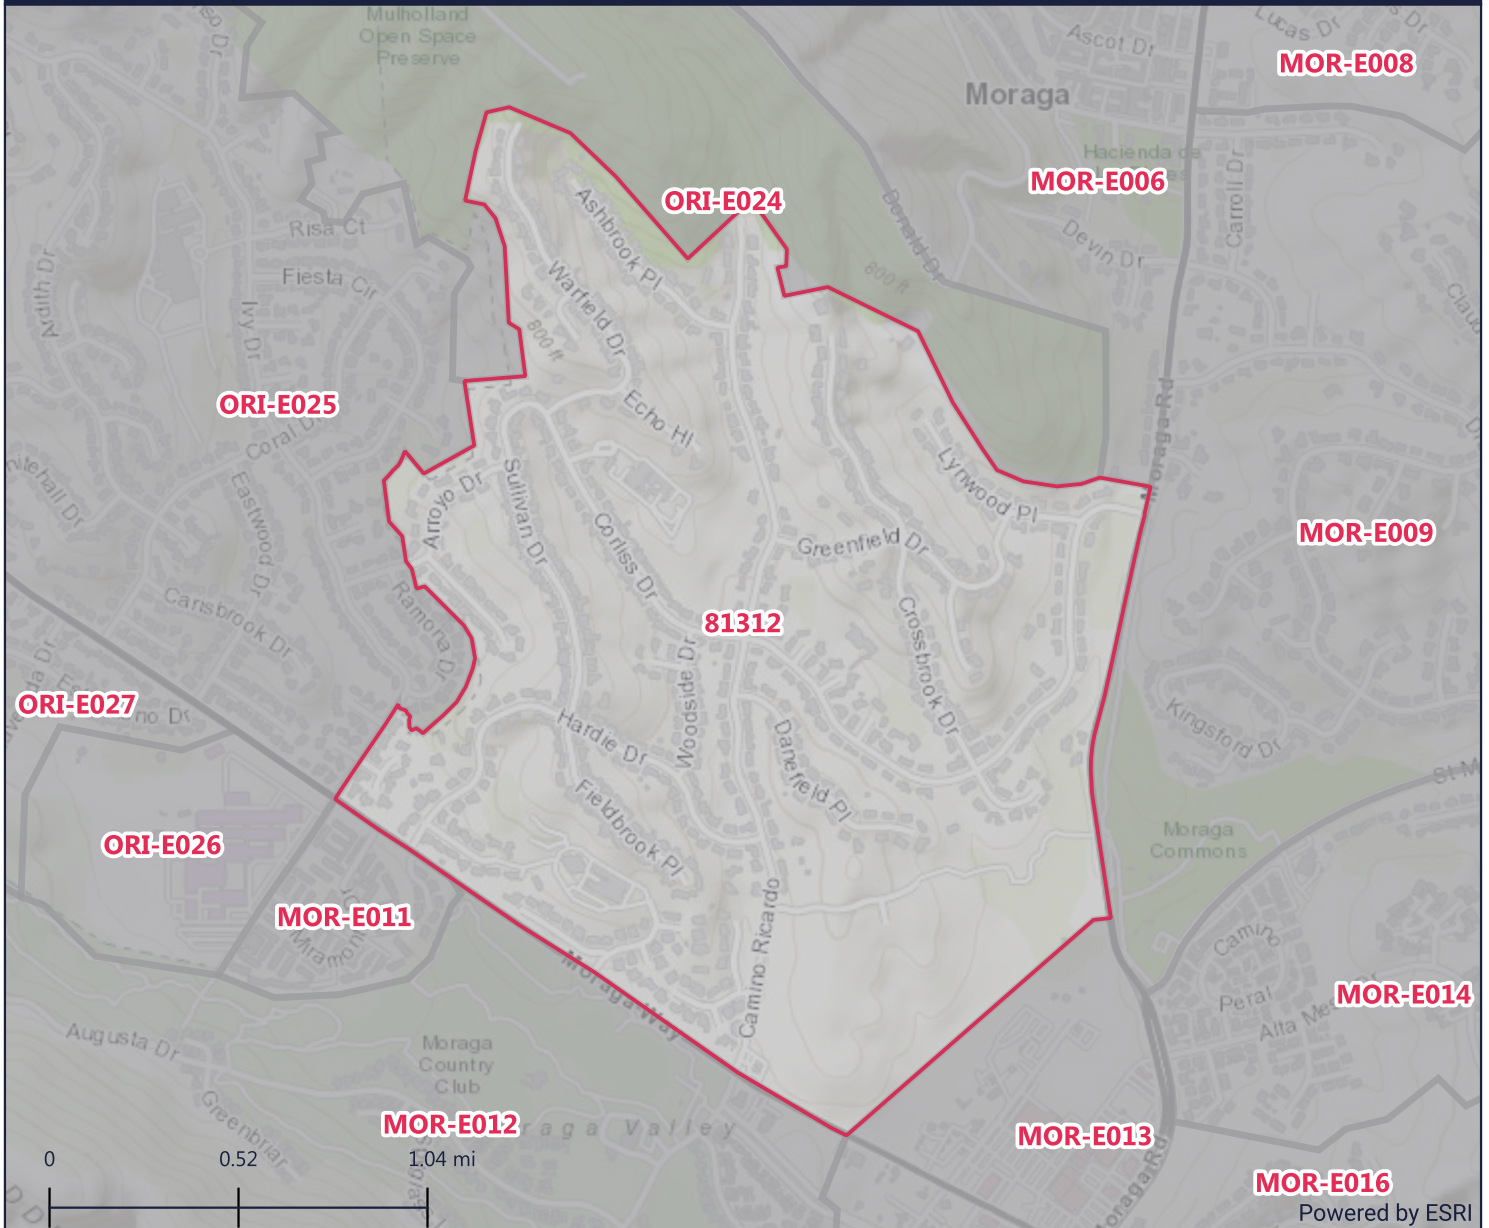 Mulholland
Open Space
Preserve
Ascot Dr
Lucas Dr
MOR-E008
Moraga
Hacienda de
MOR-E006
Carroll Dr
ORI-E024
Ashbrook Pl
Donald Dr
Devin Dr
Risa Ct
Fiesta Cir
Ardith Dr
Ivy Dr
Warfield Dr
800 ft
800 ft
Moraga Rd
ORI-E025
Coral Dr
Echo Hl
Lynwood Pl
Arroyo Dr
Sullivan Dr
Eastwood Dr
Corliss Dr
Greenfield Dr
MOR-E009
Carisbrook Dr
Ramona Dr
81312
Crossbrook Dr
Woodside Dr
ORI-E027
Hardie Dr
Danefield Pl
Kingsford Dr
Fieldbrook Pl
ORI-E026
Moraga
Commons
MOR-E011
Camino Ricardo
Camino
Moraga Way
Peral
MOR-E014
Augusta Dr
Moraga
Country
Club
Greenbriar
MOR-E012
raga Valley
MOR-E013
MOR-E016
0
0.52
1.04 mi
Powered by ESRI